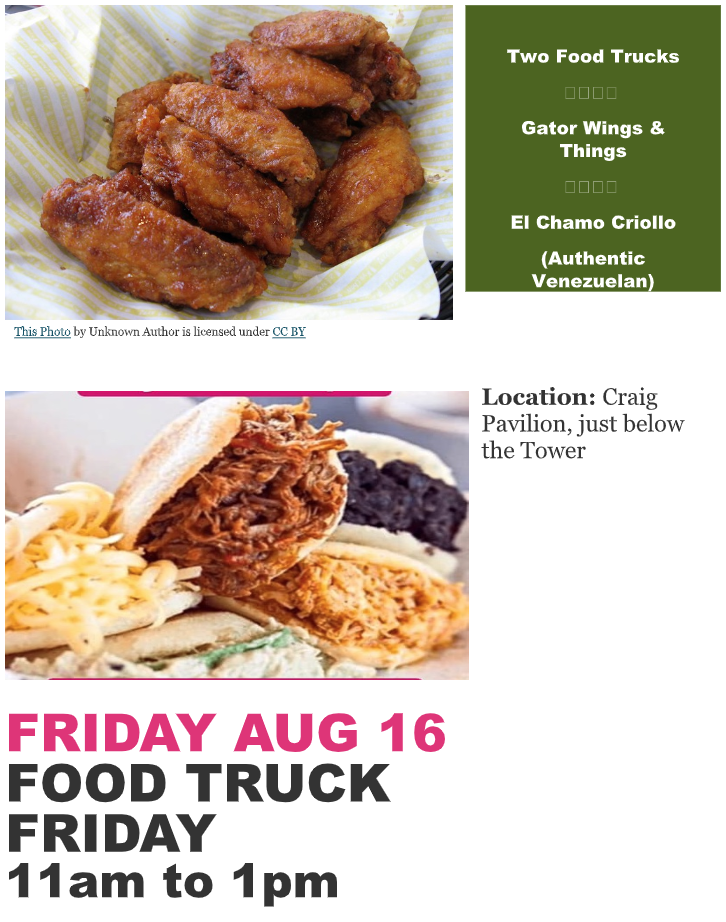 Two Food Trucks
Gator Wings &
Things
El Chamo Criollo
(Authentic
Venezuelan)
This Photo by Unknown Author is licensed under CC BY
Location: Craig
Pavilion, just below
the Tower
FRIDAY AUG 16
FOOD TRUCK
FRIDAY
11am to 1pm